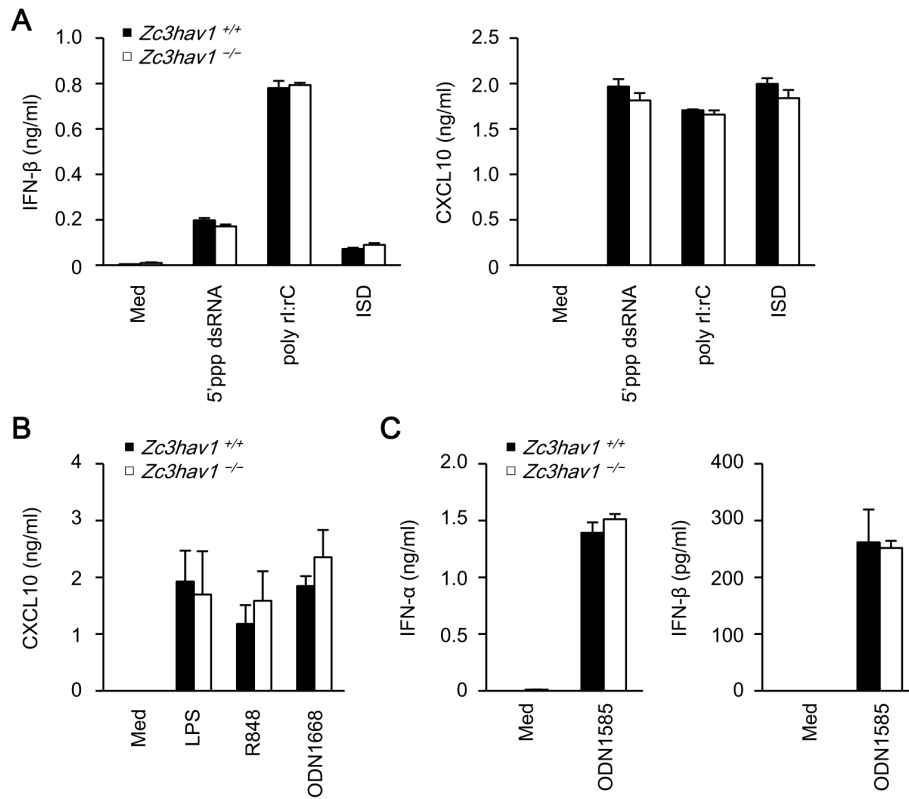 A
Zc3hav1 +/+
Zc3hav1 −/−
IFN-β (ng/ml)
1.0
0.8
0.6
0.4
0.2
0
Med
5’ppp dsRNA
poly rI:rC
ISD
CXCL10 (ng/ml)
2.5
2.0
1.5
1.0
0.5
0
Med
5’ppp dsRNA
poly rI:rC
ISD
B
Zc3hav1 +/+
Zc3hav1 −/−
CXCL10 (ng/ml)
4
3
2
1
0
Med
LPS
R848
ODN1668
C
Zc3hav1 +/+
Zc3hav1 −/−
IFN-α (ng/ml)
2.0
1.5
1.0
0.5
0
Med
ODN1585
IFN-β (pg/ml)
400
300
200
100
0
Med
ODN1585